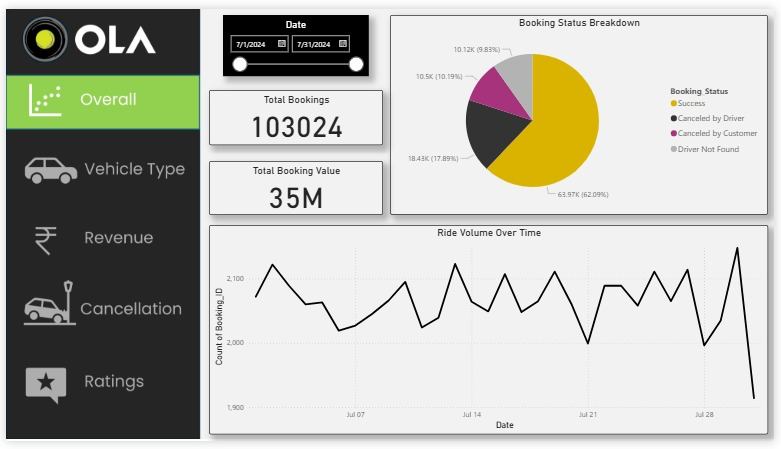 OLA
Overall
Vehicle Type
Revenue
Cancellation
Ratings
Date
7/1/2024 7/31/2024
Total Bookings
103024
Total Booking Value
35M
Booking Status Breakdown
10.12K (9.83%)
10.5K (10.19%)
18.43K (17.89%)
63.97K (62.09%)
Booking_Status
Success
Canceled by Driver
Canceled by Customer
Driver Not Found
Ride Volume Over Time
Count of Booking_ID
2,100
2,000
1,900
Jul 07 Jul 14 Jul 21 Jul 28
Date